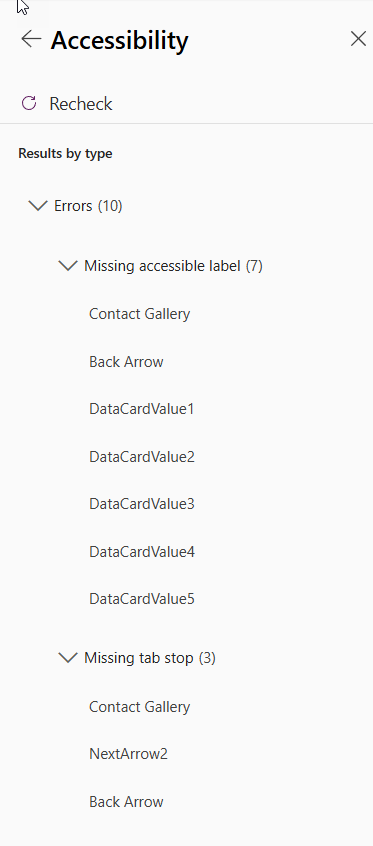 Accessibility
Recheck
Results by type
Errors (10)
Missing accessible label (7)
Contact Gallery
Back Arrow
DataCardValue1
DataCardValue2
DataCardValue3
DataCardValue4
DataCardValue5
Missing tab stop (3)
Contact Gallery
NextArrow2
Back Arrow